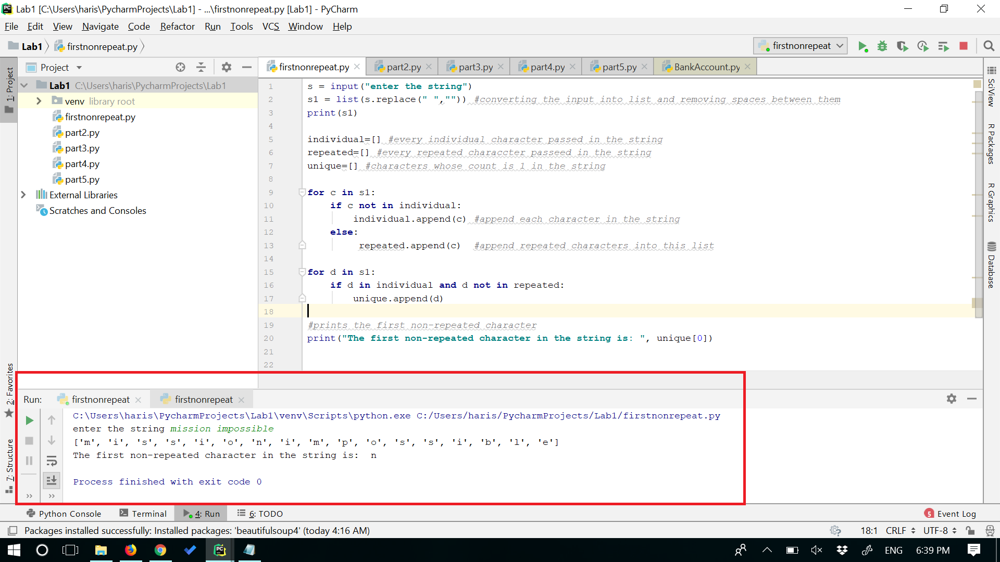 Lab1 [C:\Users\haris\PycharmProjects\Lab1] - ...\firstnonrepeat.py [Lab1] - PyCharm
File Edit View Navigate Code Refactor Run Tools VCS Window Help
Lab1 firstnonrepeat.py firstnonrepeat
Project
firstnonrepeat.py part2.py part3.py part4.py part5.py BankAccount.py
1: Project
2: Favorites
7: Structure
Lab1 C:\Users\haris\PycharmProjects\Lab1
venv library root
firstnonrepeat.py
part2.py
part3.py
part4.py
part5.py
External Libraries
Scratches and Consoles
1 s = input("enter the string")
2 s1 = list(s.replace(" ","")) #converting the input into list and removing spaces between them
3 print(s1)
4
5 individual=[] #every individual character passed in the string
6 repeated=[] #every repeated characcter passeed in the string
7 unique=[] #characters whose count is 1 in the string
8
9 for c in s1:
10 if c not in individual:
11 individual.append(c) #append each character in the string
12 else:
13 repeated.append(c) #append repeated characters into this list
14
15 for d in s1:
16 if d in individual and d not in repeated:
17 unique.append(d)
18
19 #prints the first non-repeated character
20 print("The first non-repeated character in the string is: ", unique[0])
21
22
SciView
R Packages
R Graphics
Database
Run: firstnonrepeat firstnonrepeat
C:\Users\haris\PycharmProjects\Lab1\venv\Scripts\python.exe C:/Users/haris/PycharmProjects/Lab1/firstnonrepeat.py
enter the string mission impossible
['m', 'i', 's', 's', 'i', 'o', 'n', 'i', 'm', 'p', 'o', 's', 's', 'i', 'b', 'l', 'e']
The first non-repeated character in the string is:  n
Process finished with exit code 0
Python Console Terminal 4: Run 6: TODO 5 Event Log
Packages installed successfully: Installed packages: 'beautifulsoup4' (today 4:16 AM) 18:1 CRLF UTF-8
PC ENG 6:39 PM